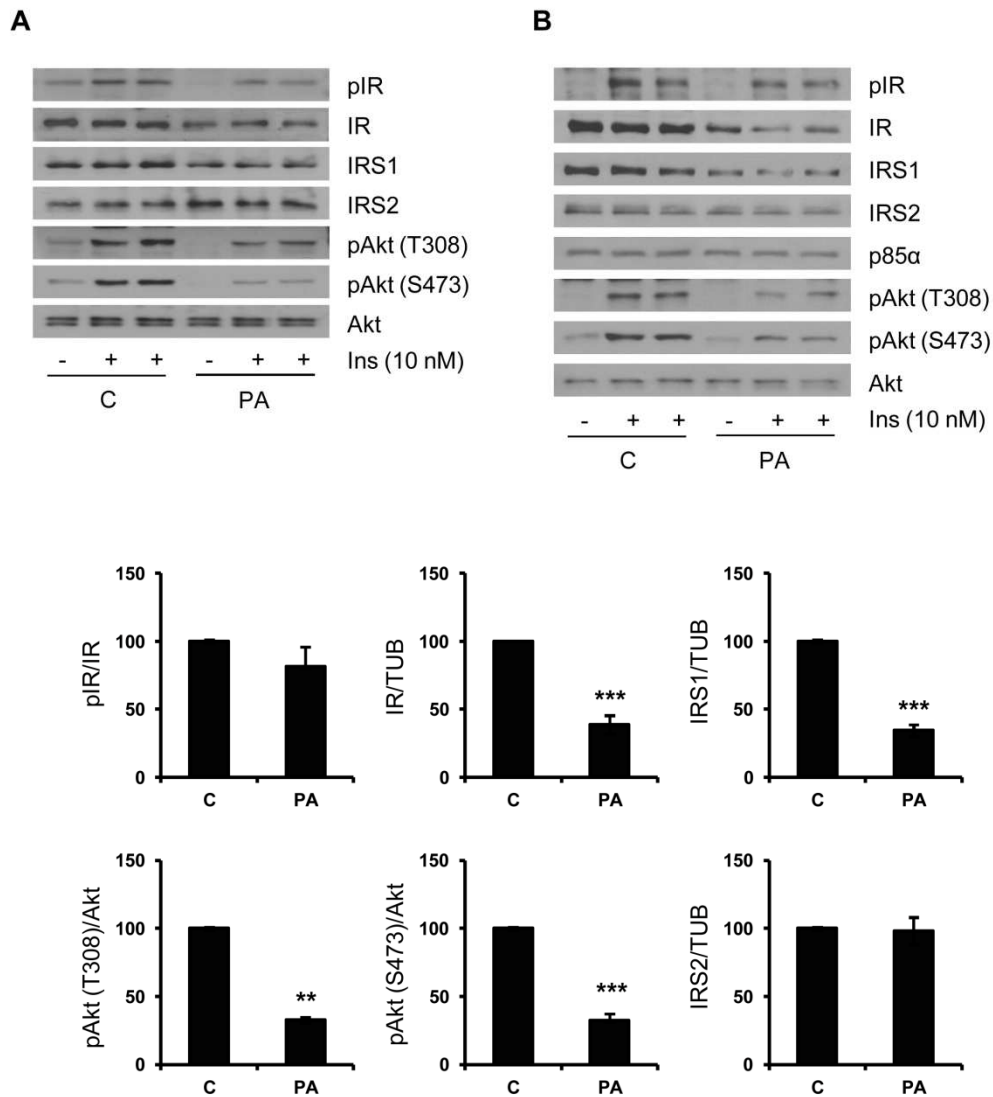 A
pIR
IR
IRS1
IRS2
pAkt (T308)
pAkt (S473)
Akt
- + + - + + Ins (10 nM)
C PA
B
pIR
IR
IRS1
IRS2
p85α
pAkt (T308)
pAkt (S473)
Akt
- + + - + + Ins (10 nM)
C PA
pIR/IR
150
100
50
0
C PA
IR/TUB
150
100
50
0
***
C PA
IRS1/TUB
150
100
50
0
***
C PA
pAkt (T308)/Akt
150
100
50
0
**
C PA
pAkt (S473)/Akt
150
100
50
0
***
C PA
IRS2/TUB
150
100
50
0
C PA